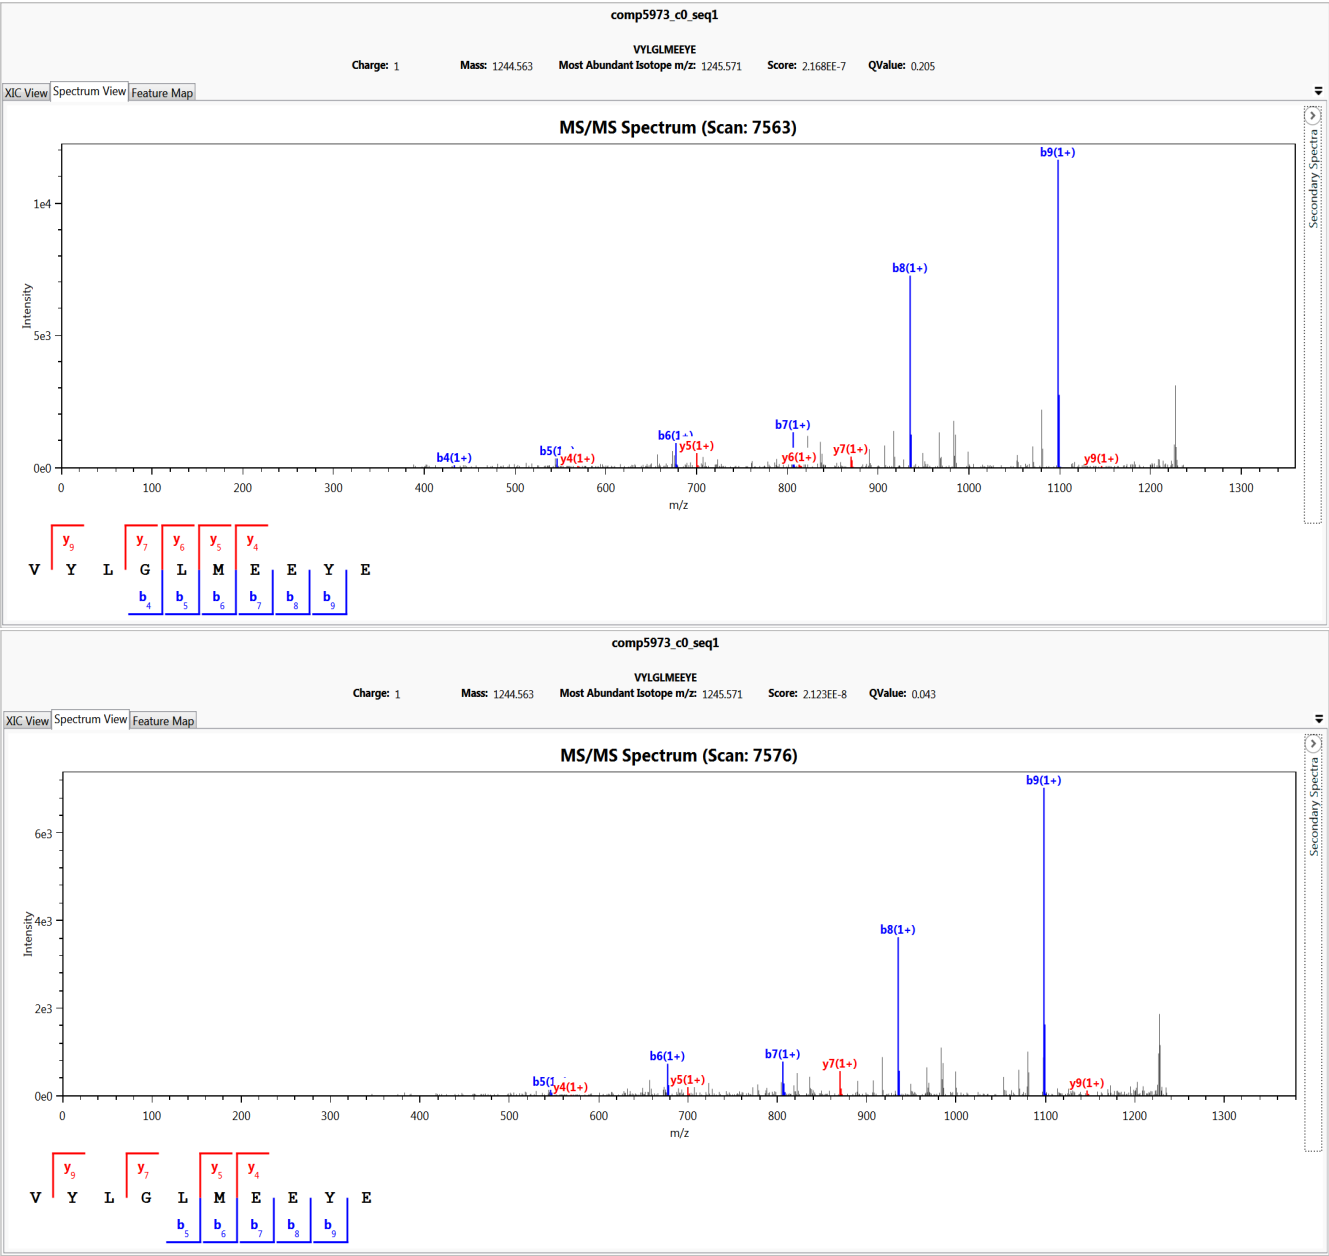 comp5973_c0_seq1
VYLGLMEEYE
Charge: 1 Mass: 1244.563 Most Abundant Isotope m/z: 1245.571 Score: 2.168EE-7 QValue: 0.205
XIC View Spectrum View Feature Map
MS/MS Spectrum (Scan: 7563)
Secondary Spectra
b9(1+)
1e4
b8(1+)
Intensity
5e3
b7(1+)
b6(1+)
y5(1+)
y7(1+)
b5(1
b4(1+) y4(1+) y6(1+) y9(1+)
0e0
0 100 200 300 400 500 600 700 800 900 1000 1100 1200 1300
m/z
y9 y7 y6 y5 y4
V Y L G L M E E Y E
b4 b5 b6 b7 b8 b9
comp5973_c0_seq1
VYLGLMEEYE
Charge: 1 Mass: 1244.563 Most Abundant Isotope m/z: 1245.571 Score: 2.123EE-8 QValue: 0.043
XIC View Spectrum View Feature Map
MS/MS Spectrum (Scan: 7576)
Secondary Spectra
b9(1+)
6e3
b8(1+)
4e3
Intensity
2e3
b6(1+) b7(1+)
y7(1+)
b5(1 y4(1+) y5(1+) y9(1+)
0e0
0 100 200 300 400 500 600 700 800 900 1000 1100 1200 1300
m/z
y9 y7 y5 y4
V Y L G L M E E Y E
b5 b6 b7 b8 b9